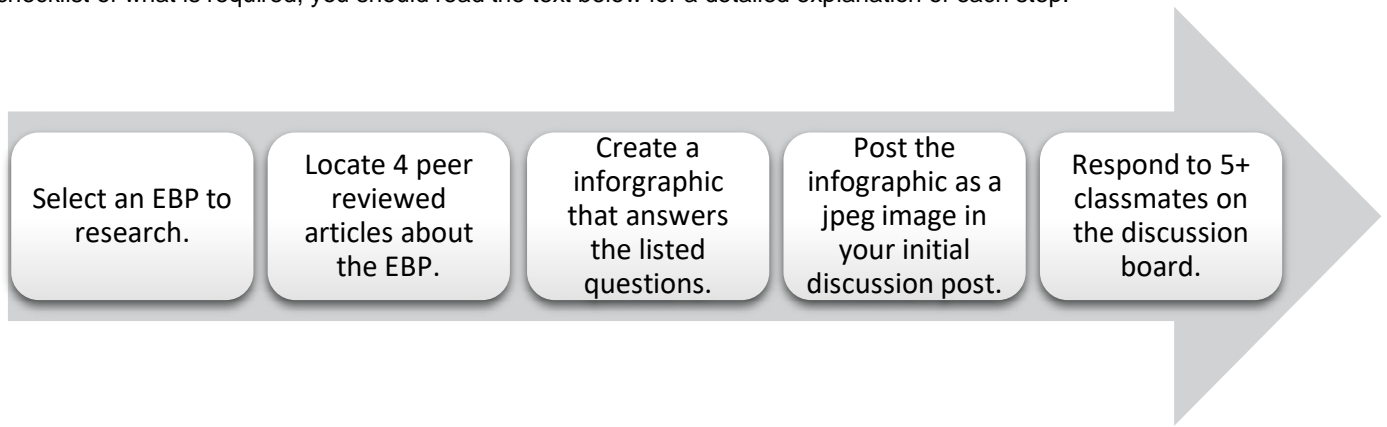 checklist of what is required, you should read the text below for a detailed explanation of each step.
Select an EBP to
research.
Locate 4 peer
reviewed
articles about
the EBP.
Create a
inforgraphic
that answers
the listed
questions.
Post the
infographic as a
jpeg image in
your initial
discussion post.
Respond to 5+
classmates on
the discussion
board.